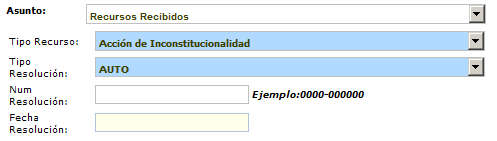 Asunto: Recursos Recibidos
Tipo Recurso: Acción de Inconstitucionalidad
Tipo
Resolución: AUTO
Num
Resolución: Ejemplo:0000-000000
Fecha
Resolución: